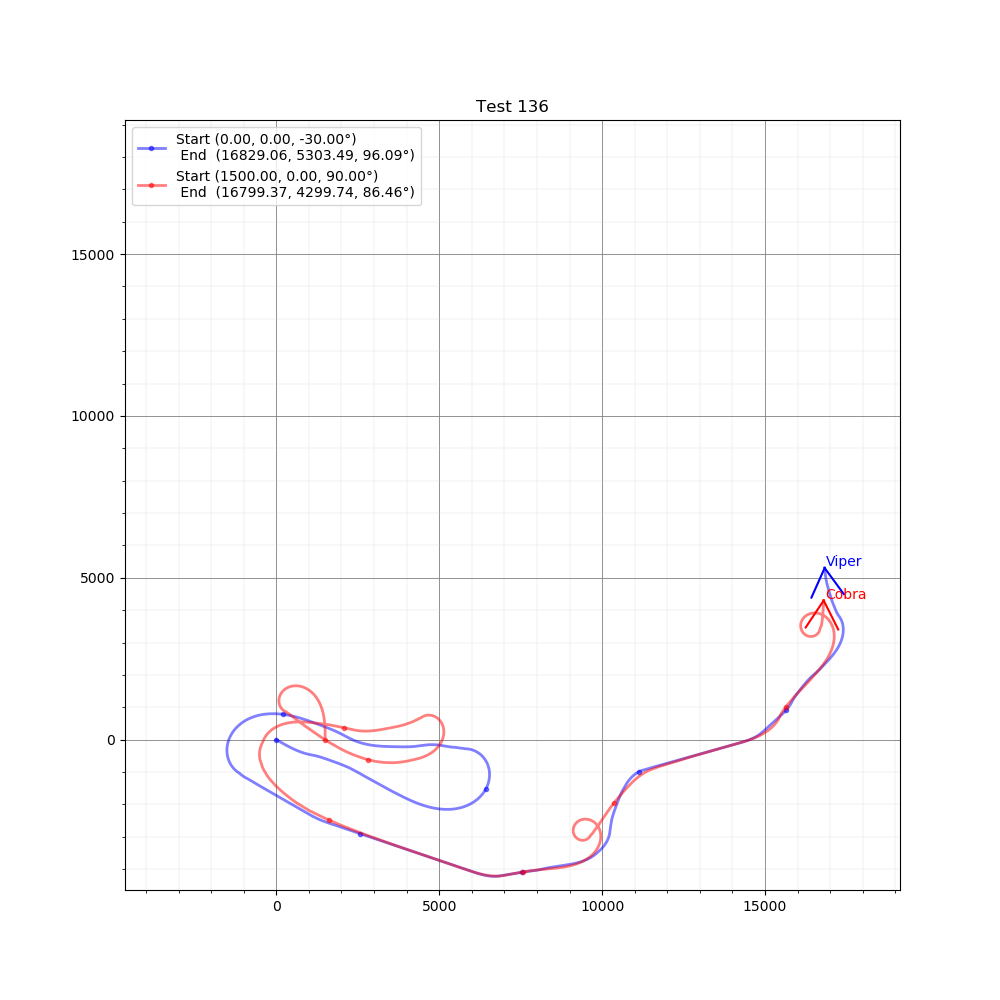 Test 136
Start (0.00, 0.00, -30.00°)
End (16829.06, 5303.49, 96.09°)
Start (1500.00, 0.00, 90.00°)
End (16799.37, 4299.74, 86.46°)
15000
10000
5000
0
Viper
Cobra
0
5000
10000
15000